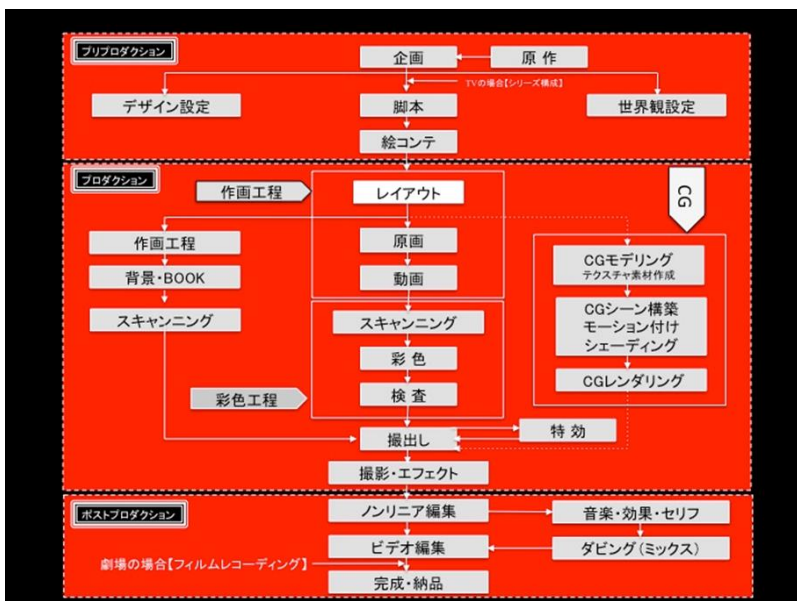 プリプロダクション
企画
原 作
TVの場合【シリーズ構成】
デザイン設定
脚本
世界観設定
絵コンテ
プロダクション
作画工程
レイアウト
CG
作画工程
原画
背景・BOOK
動画
CGモデリング
テクスチャ素材作成
スキャンニング
スキャンニング
CGシーン構築
モーション付け
シェーディング
彩 色
彩色工程
検 査
CGレンダリング
撮出し
特 効
撮影・エフェクト
ポストプロダクション
ノンリニア編集
音楽・効果・セリフ
ビデオ編集
ダビング(ミックス)
劇場の場合【フィルムレコーディング】
完成・納品